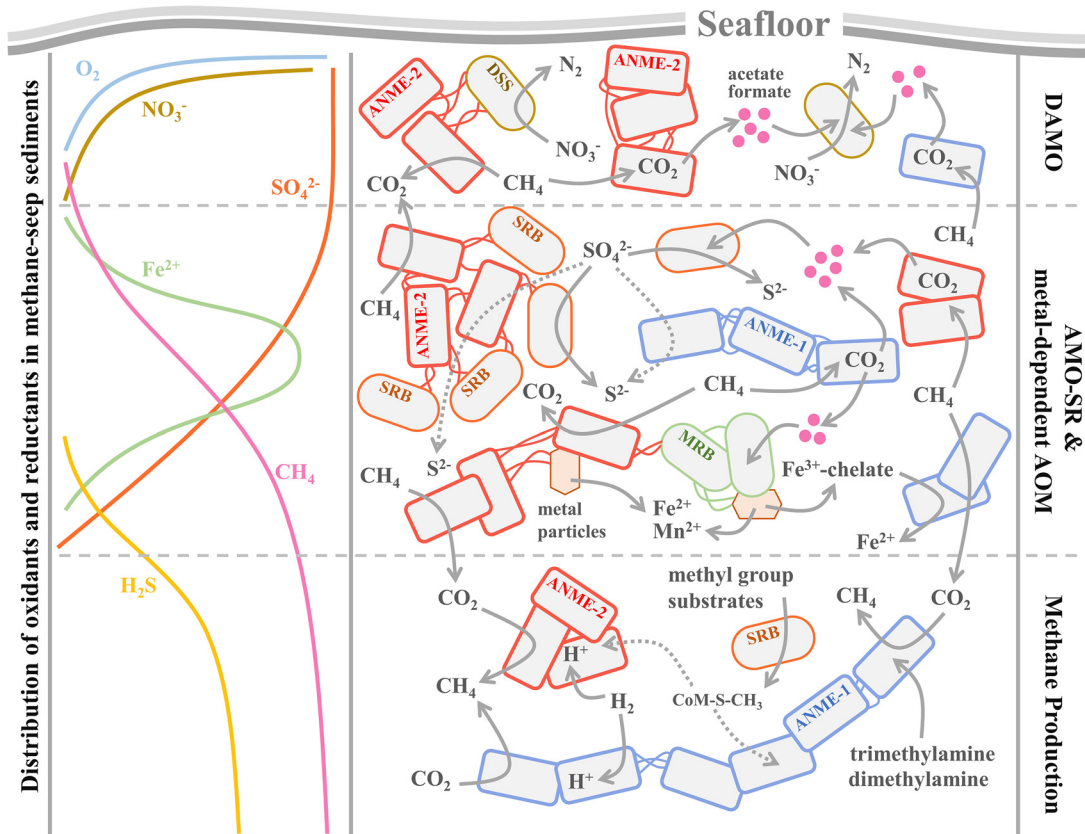 Seafloor
Distribution of oxidants and reductants in methane-seep sediments
O₂
NO₃⁻
SO₄²⁻
Fe²⁺
CH₄
H₂S
DAMO
ANME-2
DSS
N₂
NO₃⁻
ANME-2
acetate
formate
N₂
NO₃⁻
CO₂
CO₂
CH₄
CO₂
CH₄
AMO-SR &
metal-dependent AOM
SRB
SO₄²⁻
S²⁻
CO₂
CH₄
ANME-2
ANME-1
CO₂
SRB
SRB
S²⁻
CO₂
CH₄
CH₄
S²⁻
CH₄
MRB
Fe³⁺-chelate
metal
particles
Fe²⁺
Mn²⁺
Fe²⁺
Methane Production
CO₂
ANME-2
methyl group
substrates
CH₄
CO₂
SRB
H⁺
CH₄
H₂
CoM-S-CH₃
ANME-1
CO₂
H⁺
trimethylamine
dimethylamine